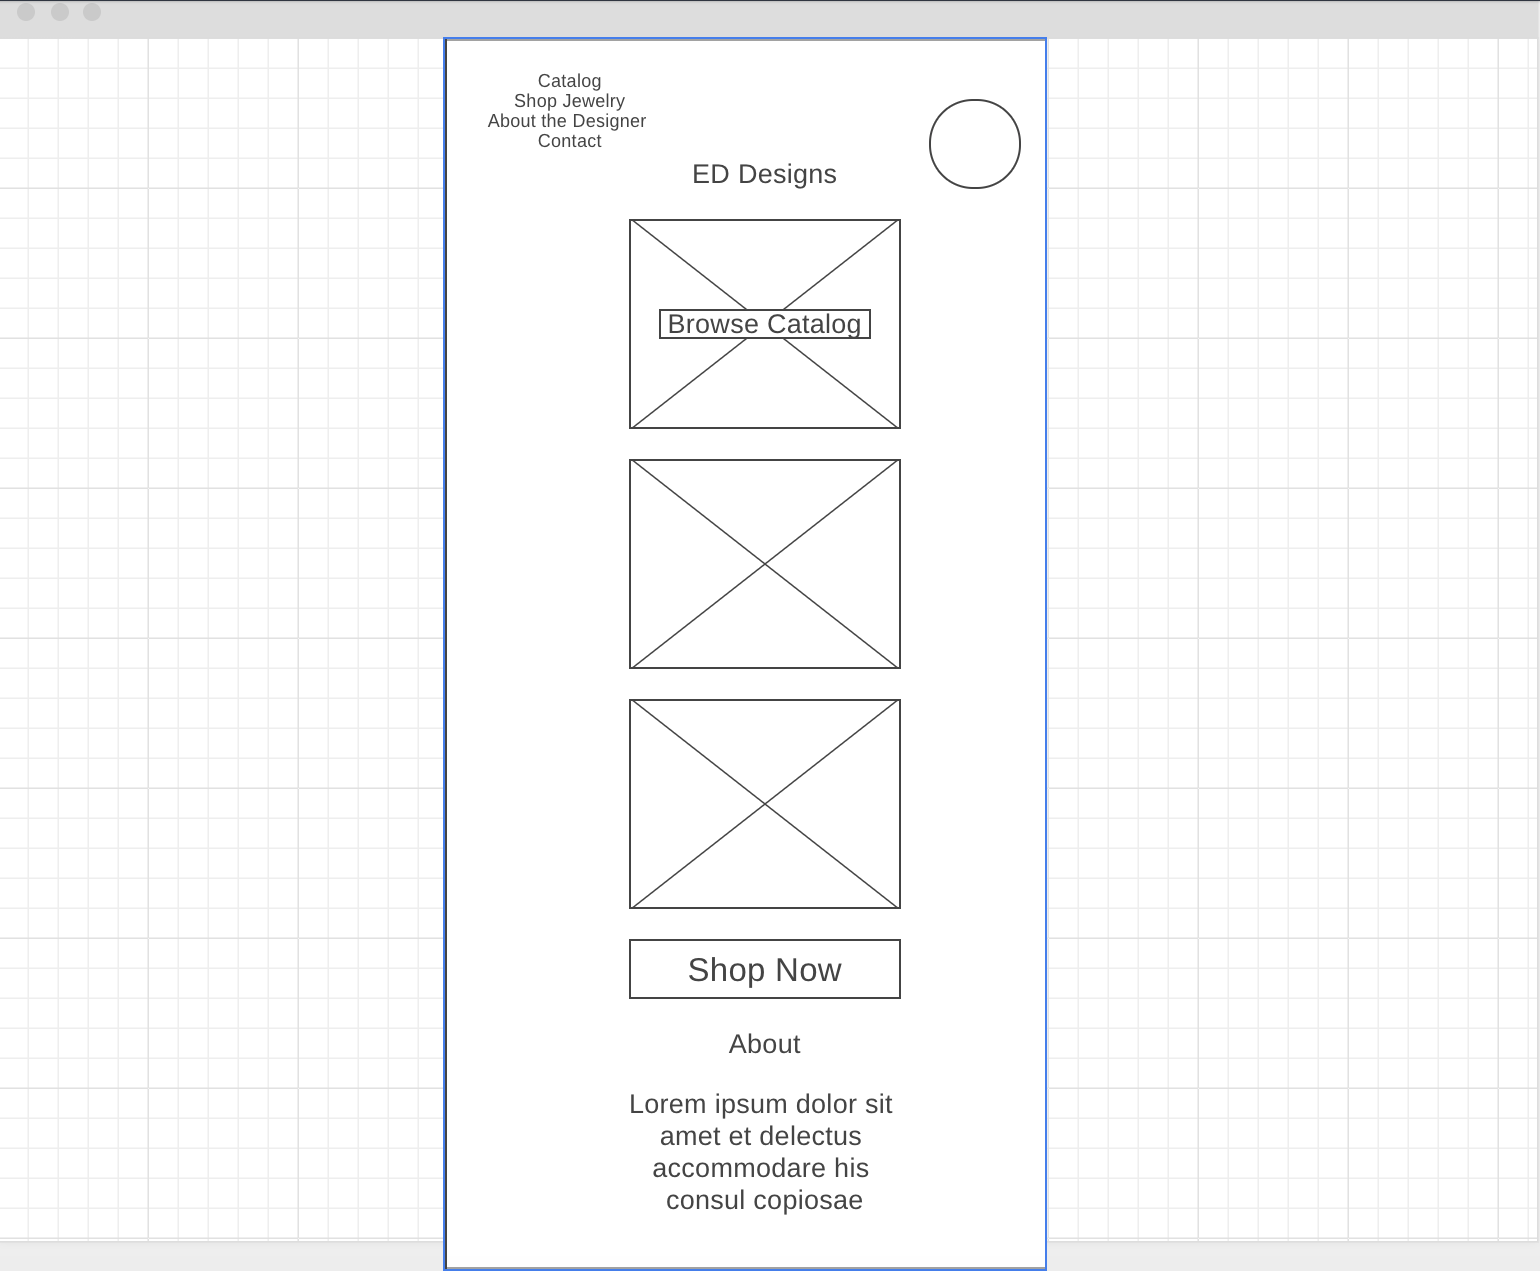 Catalog
Shop Jewelry
About the Designer
Contact
ED Designs
Browse Catalog
Shop Now
About
Lorem ipsum dolor sit
amet et delectus
accommodare his
consul copiosae